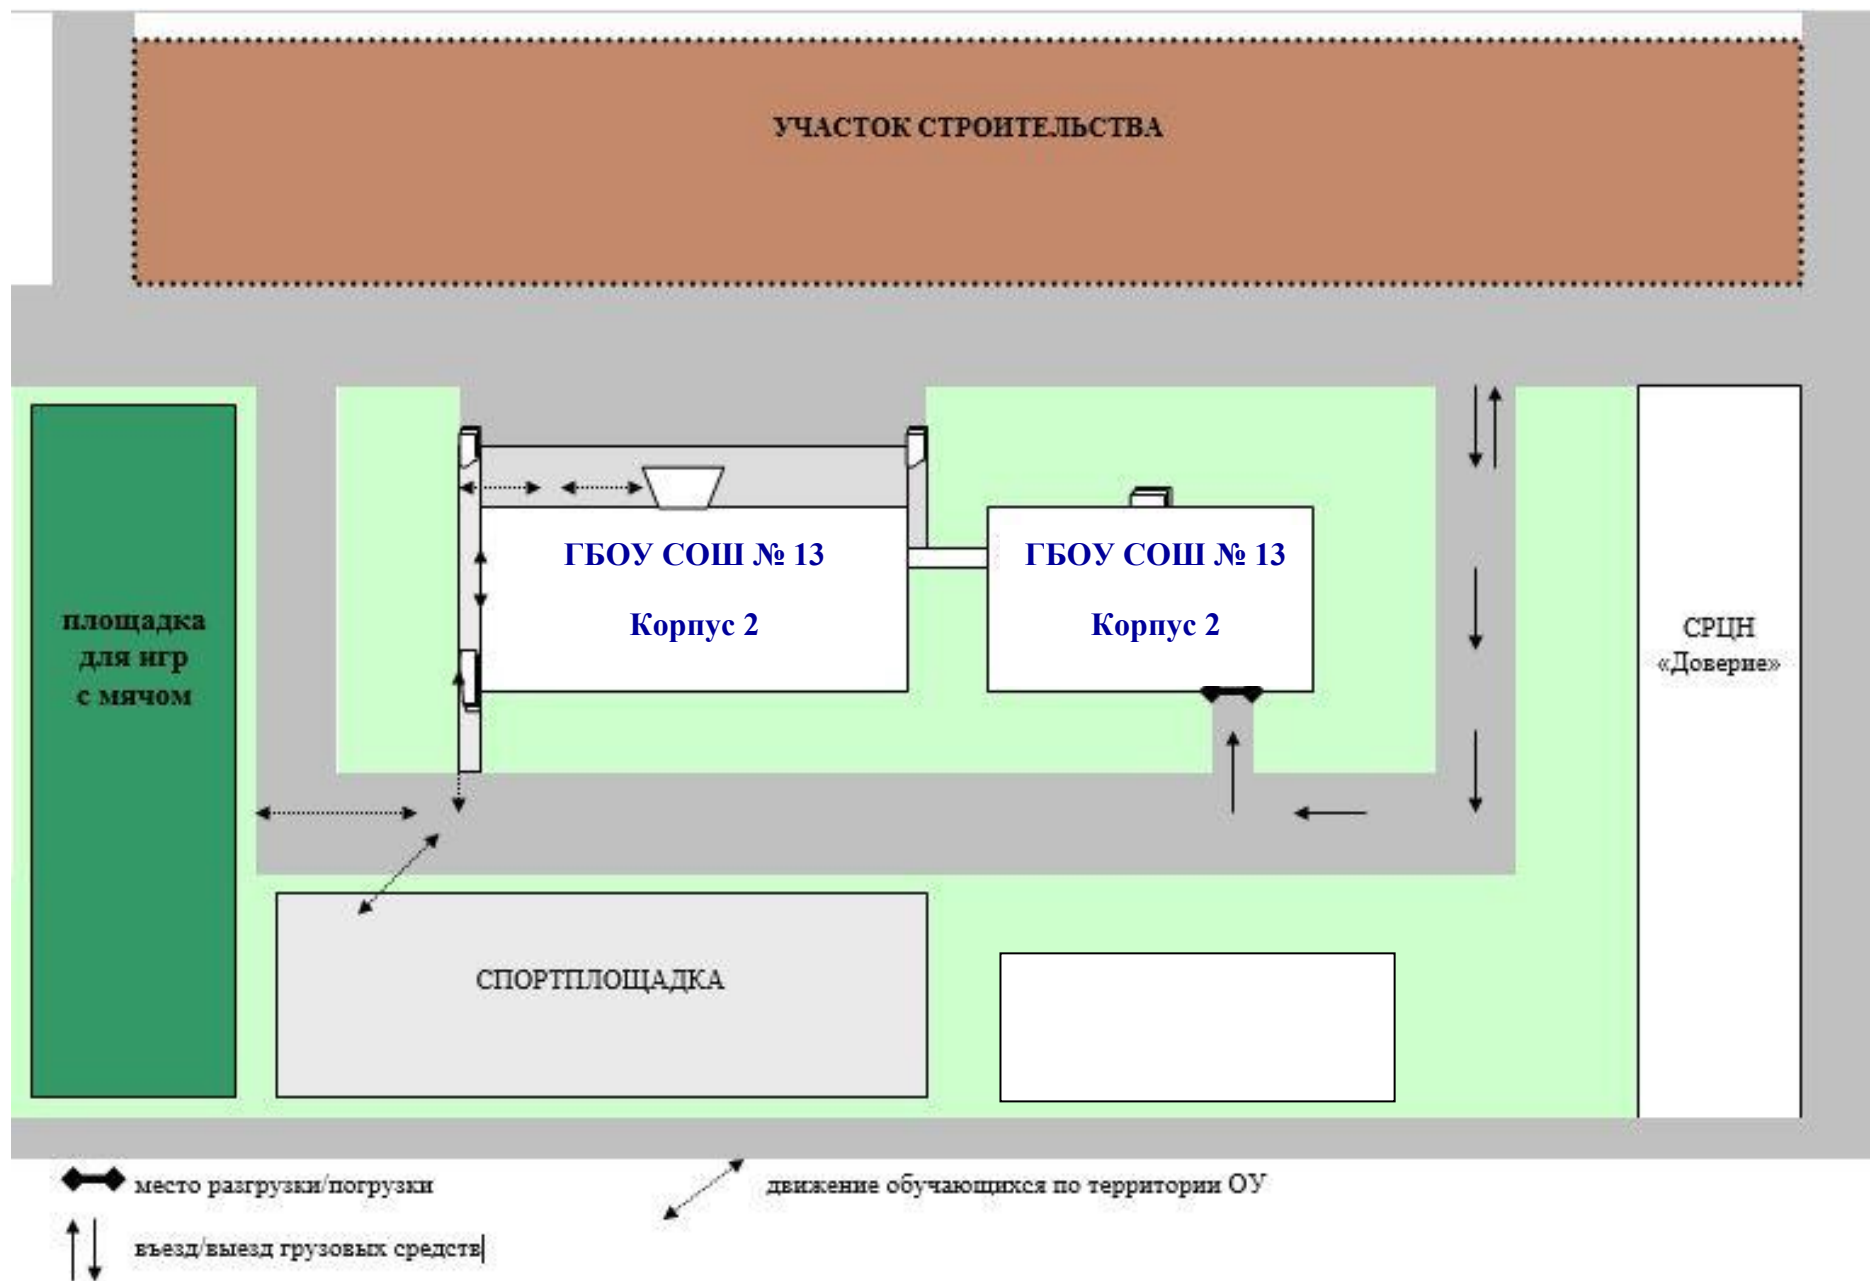 УЧАСТОК СТРОИТЕЛЬСТВА
ГБОУ СОШ № 13
Корпус 2
ГБОУ СОШ № 13
Корпус 2
площадка
для игр
с мячом
СРЦН
«Доверие»
СПОРТПЛОЩАДКА
место разгрузки/погрузки
движение обучающихся по территории ОУ
въезд/выезд грузовых средств